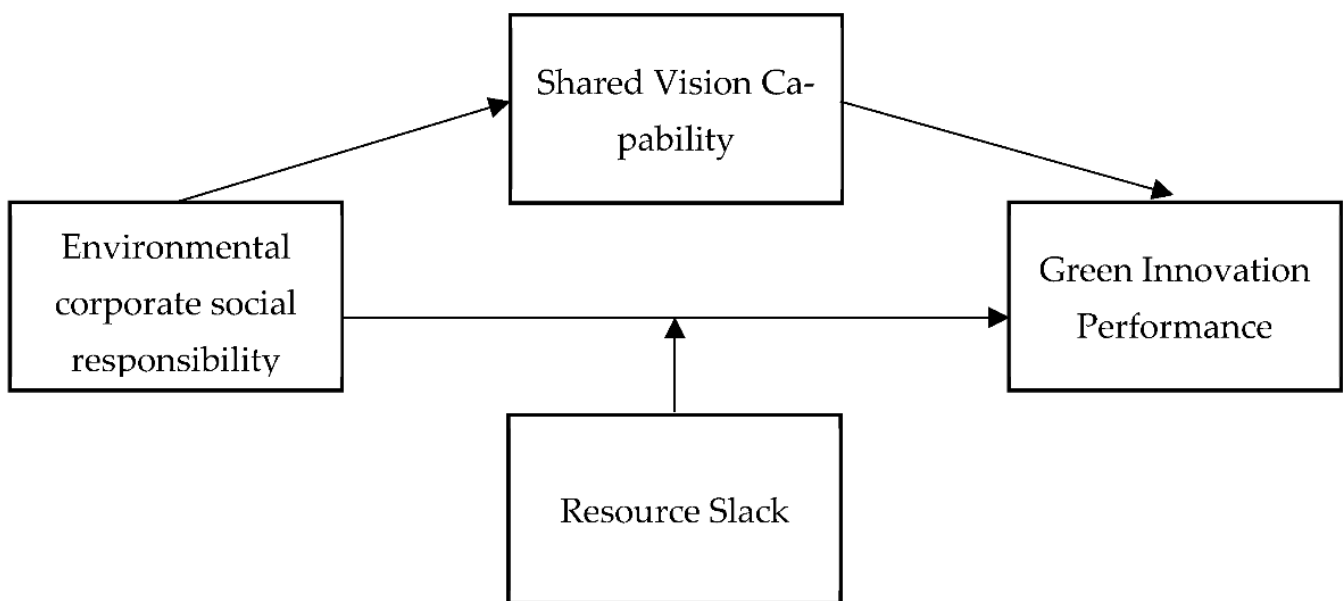 Shared Vision Ca-
pability
Environmental
corporate social
responsibility
Green Innovation
Performance
Resource Slack